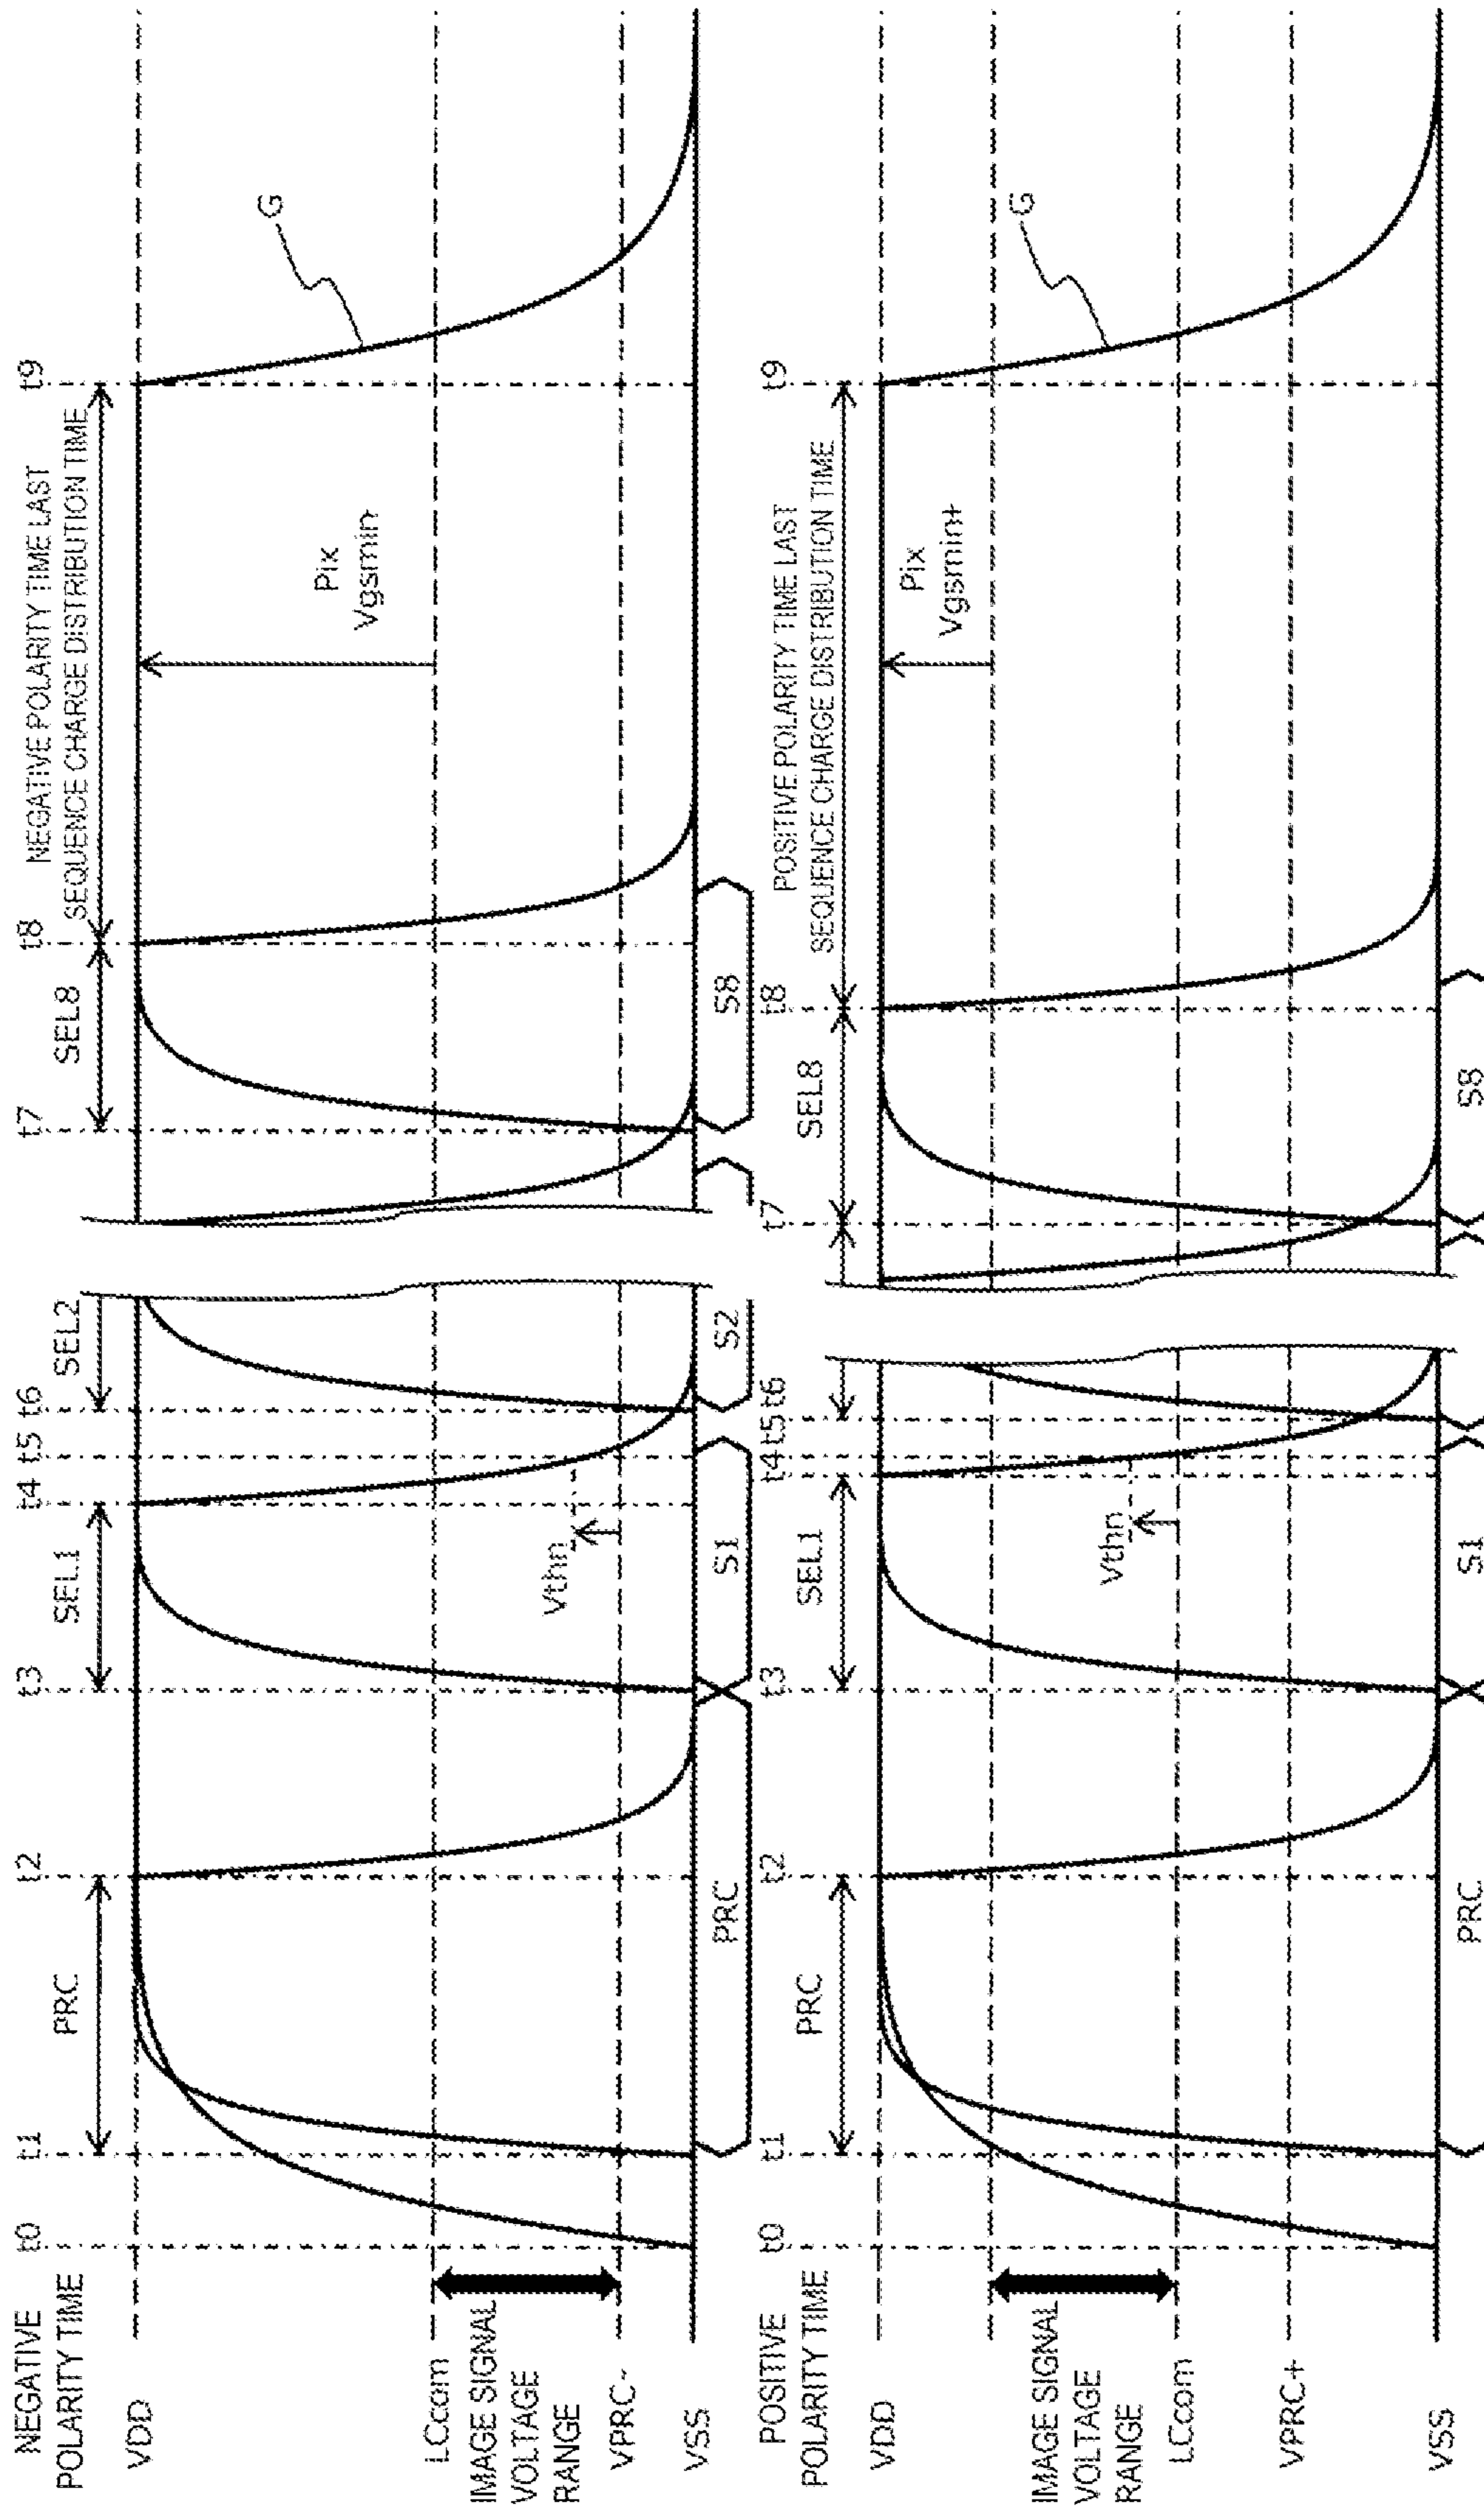 NEGATIVE
POLARITY TIME
t0
t1
t2
t3
t4
t5
t6
t7
t8
t9
PRC
SEL1
SEL2
SEL8
NEGATIVE POLARITY TIME LAST
SEQUENCE CHARGE DISTRIBUTION TIME
VDD
G
Pix
Vgsmin-
LCcom
IMAGE SIGNAL
VOLTAGE
RANGE
Vthn
VPRC-
VSS
PRC
S1
S2
S8
POSITIVE
POLARITY TIME
t0
t1
t2
t3
t4
t5
t6
t7
t8
t9
PRC
SEL1
SEL8
POSITIVE POLARITY TIME LAST
SEQUENCE CHARGE DISTRIBUTION TIME
VDD
G
Pix
Vgsmin+
IMAGE SIGNAL
VOLTAGE
RANGE
Vthn
LCcom
VPRC+
VSS
PRC
S1
S8